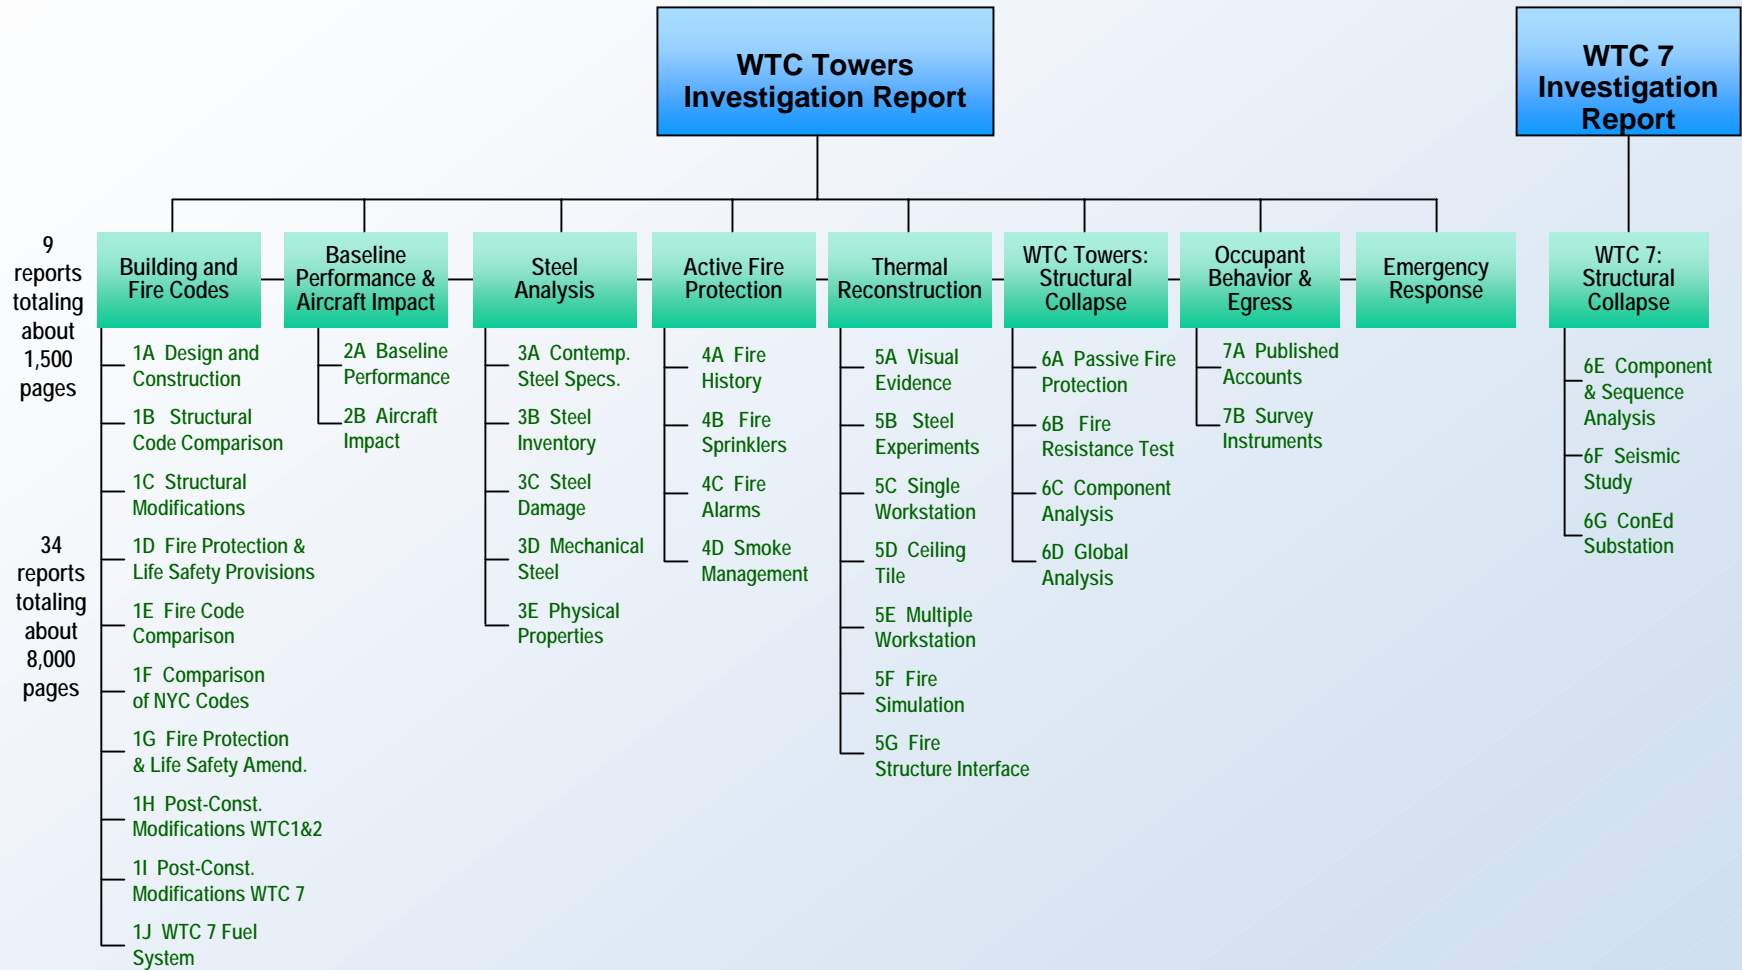 WTC Towers
Investigation Report
WTC 7
Investigation
Report
9
reports
totaling
about
1,500
pages
Building and
Fire Codes
Baseline
Performance &
Aircraft Impact
Steel
Analysis
Active Fire
Protection
Thermal
Reconstruction
WTC Towers:
Structural
Collapse
Occupant
Behavior &
Egress
Emergency
Response
WTC 7:
Structural
Collapse
34
reports
totaling
about
8,000
pages
1A Design and
Construction
1B Structural
Code Comparison
1C Structural
Modifications
1D Fire Protection &
Life Safety Provisions
1E Fire Code
Comparison
1F Comparison
of NYC Codes
1G Fire Protection
& Life Safety Amend.
1H Post-Const.
Modifications WTC1&2
1I Post-Const.
Modifications WTC 7
1J WTC 7 Fuel
System
2A Baseline
Performance
2B Aircraft
Impact
3A Contemp.
Steel Specs.
3B Steel
Inventory
3C Steel
Damage
3D Mechanical
Steel
3E Physical
Properties
4A Fire
History
4B Fire
Sprinklers
4C Fire
Alarms
4D Smoke
Management
5A Visual
Evidence
5B Steel
Experiments
5C Single
Workstation
5D Ceiling
Tile
5E Multiple
Workstation
5F Fire
Simulation
5G Fire
Structure Interface
6A Passive Fire
Protection
6B Fire
Resistance Test
6C Component
Analysis
6D Global
Analysis
7A Published
Accounts
7B Survey
Instruments
6E Component
& Sequence
Analysis
6F Seismic
Study
6G ConEd
Substation